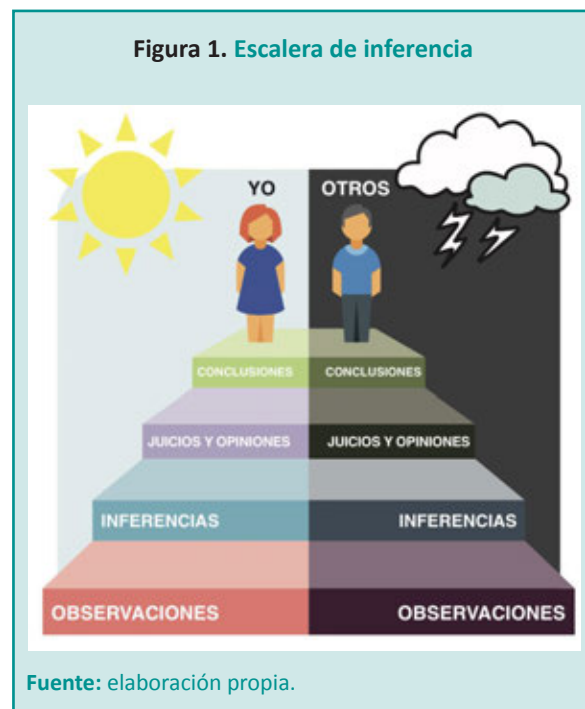 Figura 1. Escalera de inferencia
YO OTROS
CONCLUSIONES CONCLUSIONES
JUICIOS Y OPINIONES JUICIOS Y OPINIONES
INFERENCIAS INFERENCIAS
OBSERVACIONES OBSERVACIONES
Fuente: elaboración propia.